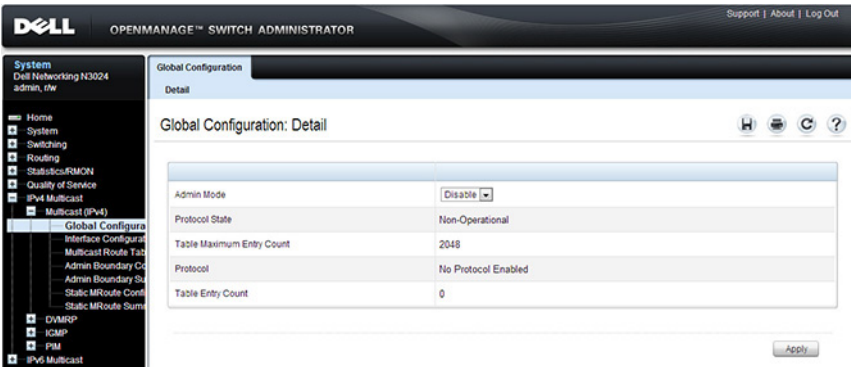 Support | About | Log Out
DELL OPENMANAGE™ SWITCH ADMINISTRATOR
System
Dell Networking N3024
admin, r/w
Home
System
Switching
Routing
Statistics/RMON
Quality of Service
IPv4 Multicast
Multicast (IPv4)
Global Configura
Interface Configurat
Multicast Route Tab
Admin Boundary Co
Admin Boundary Su
Static MRoute Confi
Static MRoute Summ
DVMRP
IGMP
PIM
IPv6 Multicast
Global Configuration
Detail
Global Configuration: Detail
Admin Mode Disable
Protocol State Non-Operational
Table Maximum Entry Count 2048
Protocol No Protocol Enabled
Table Entry Count 0
Apply